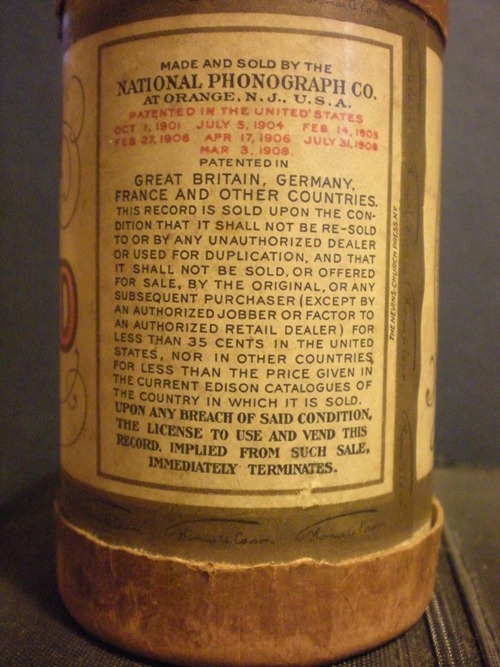 MADE AND SOLD BY THE
NATIONAL PHONOGRAPH CO.
AT ORANGE, N.J., U.S.A.
PATENTED IN THE UNITED STATES
OCT 1, 1901 JULY 5, 1904 FEB 14, 1905
FEB 27, 1906 APR 17, 1906 JULY 31, 1906
MAR 3, 1908.
PATENTED IN
GREAT BRITAIN, GERMANY,
FRANCE AND OTHER COUNTRIES.
THIS RECORD IS SOLD UPON THE CON-
DITION THAT IT SHALL NOT BE RE-SOLD
TO OR BY ANY UNAUTHORIZED DEALER
OR USED FOR DUPLICATION, AND THAT
IT SHALL NOT BE SOLD, OR OFFERED
FOR SALE, BY THE ORIGINAL, OR ANY
SUBSEQUENT PURCHASER (EXCEPT BY
AN AUTHORIZED JOBBER OR FACTOR TO
AN AUTHORIZED RETAIL DEALER) FOR
LESS THAN 35 CENTS IN THE UNITED
STATES, NOR IN OTHER COUNTRIES,
FOR LESS THAN THE PRICE GIVEN IN
THE CURRENT EDISON CATALOGUES OF
THE COUNTRY IN WHICH IT IS SOLD.
UPON ANY BREACH OF SAID CONDITION,
THE LICENSE TO USE AND VEND THIS
RECORD, IMPLIED FROM SUCH SALE,
IMMEDIATELY TERMINATES.
THE NEVINS-CHURCH PRESS N.Y.